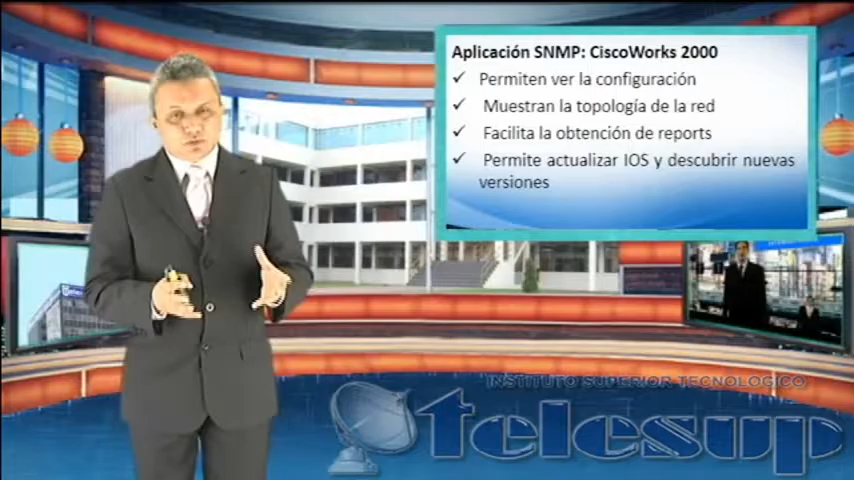 Aplicación SNMP: CiscoWorks 2000
✓ Permiten ver la configuración
✓ Muestran la topología de la red
✓ Facilita la obtención de reports
✓ Permite actualizar IOS y descubrir nuevas
versiones
INSTITUTO SUPERIOR TECNOLOGICO
telesup